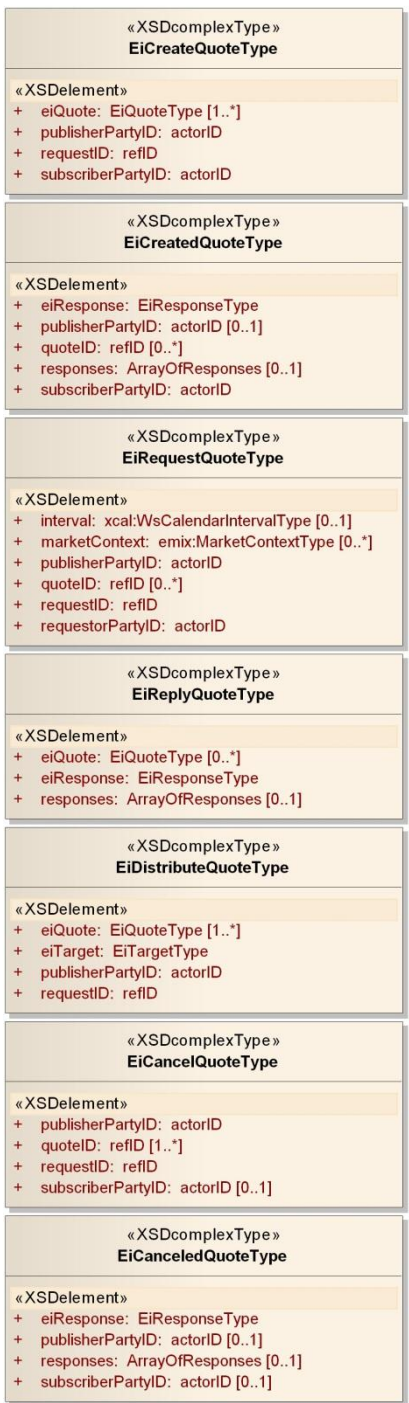 «XSDcomplexType»
EiCreateQuoteType
«XSDelement»
+ eiQuote: EiQuoteType [1..*]
+ publisherPartyID: actorID
+ requestID: refID
+ subscriberPartyID: actorID
«XSDcomplexType»
EiCreatedQuoteType
«XSDelement»
+ eiResponse: EiResponseType
+ publisherPartyID: actorID [0..1]
+ quoteID: refID [0..*]
+ responses: ArrayOfResponses [0..1]
+ subscriberPartyID: actorID
«XSDcomplexType»
EiRequestQuoteType
«XSDelement»
+ interval: xcal:WsCalendarIntervalType [0..1]
+ marketContext: emix:MarketContextType [0..*]
+ publisherPartyID: actorID
+ quoteID: refID [0..*]
+ requestID: refID
+ requestorPartyID: actorID
«XSDcomplexType»
EiReplyQuoteType
«XSDelement»
+ eiQuote: EiQuoteType [0..*]
+ eiResponse: EiResponseType
+ responses: ArrayOfResponses [0..1]
«XSDcomplexType»
EiDistributeQuoteType
«XSDelement»
+ eiQuote: EiQuoteType [1..*]
+ eiTarget: EiTargetType
+ publisherPartyID: actorID
+ requestID: refID
«XSDcomplexType»
EiCancelQuoteType
«XSDelement»
+ publisherPartyID: actorID
+ quoteID: refID [1..*]
+ requestID: refID
+ subscriberPartyID: actorID [0..1]
«XSDcomplexType»
EiCanceledQuoteType
«XSDelement»
+ eiResponse: EiResponseType
+ publisherPartyID: actorID [0..1]
+ responses: ArrayOfResponses [0..1]
+ subscriberPartyID: actorID [0..1]